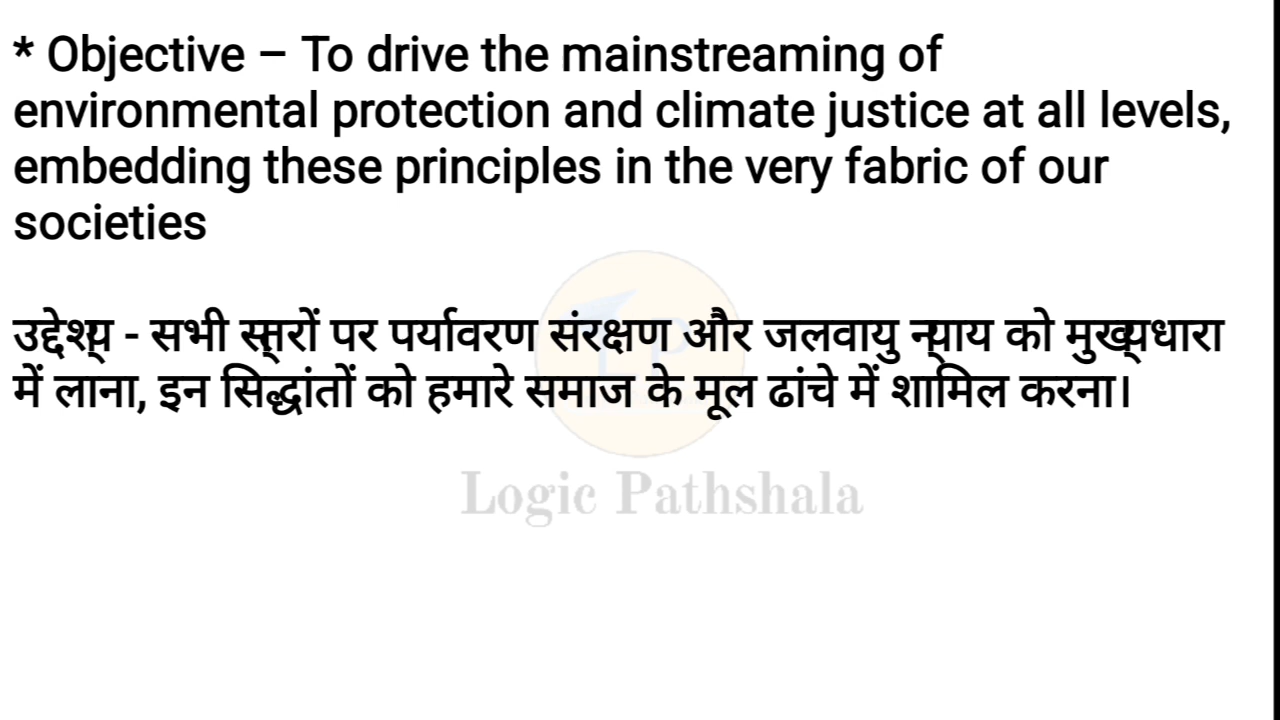 * Objective – To drive the mainstreaming of
environmental protection and climate justice at all levels,
embedding these principles in the very fabric of our
societies
उद्देश्य - सभी स्तरों पर पर्यावरण संरक्षण और जलवायु न्याय को मुख्यधारा
में लाना, इन सिद्धांतों को हमारे समाज के मूल ढांचे में शामिल करना।
LP
Logic Pathshala